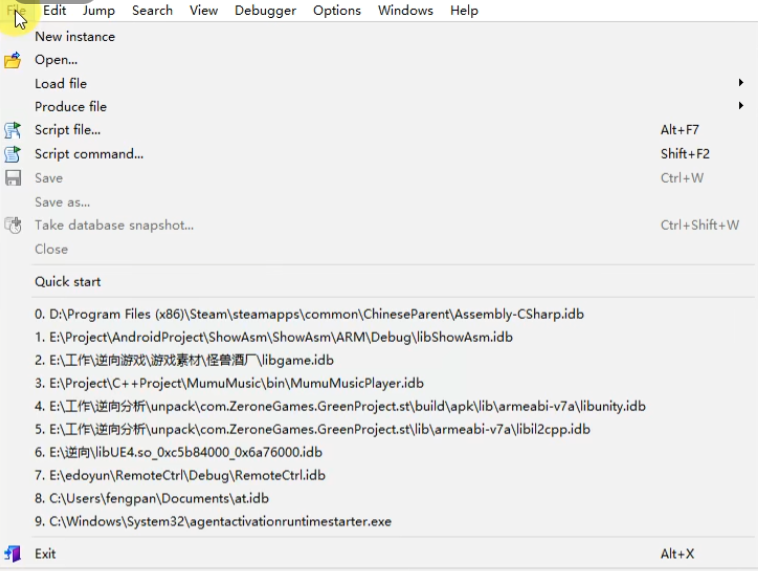 File Edit Jump Search View Debugger Options Windows Help
New instance
Open...
Load file
Produce file
Script file... Alt+F7
Script command... Shift+F2
Save Ctrl+W
Save as...
Take database snapshot... Ctrl+Shift+W
Close
Quick start
0. D:\Program Files (x86)\Steam\steamapps\common\ChineseParent\Assembly-CSharp.idb
1. E:\Project\AndroidProject\ShowAsm\ShowAsm\ARM\Debug\libShowAsm.idb
2. E:\工作\逆向游戏\游戏素材\怪兽酒厂\libgame.idb
3. E:\Project\C++Project\MumuMusic\bin\MumuMusicPlayer.idb
4. E:\工作\逆向分析\unpack\com.ZeroneGames.GreenProject.st\build\apk\lib\armeabi-v7a\libunity.idb
5. E:\工作\逆向分析\unpack\com.ZeroneGames.GreenProject.st\lib\armeabi-v7a\libil2cpp.idb
6. E:\逆向\libUE4.so_0xc5b84000_0x6a76000.idb
7. E:\edoyun\RemoteCtrl\Debug\RemoteCtrl.idb
8. C:\Users\fengpan\Documents\at.idb
9. C:\Windows\System32\agentactivationruntimestarter.exe
Exit Alt+X